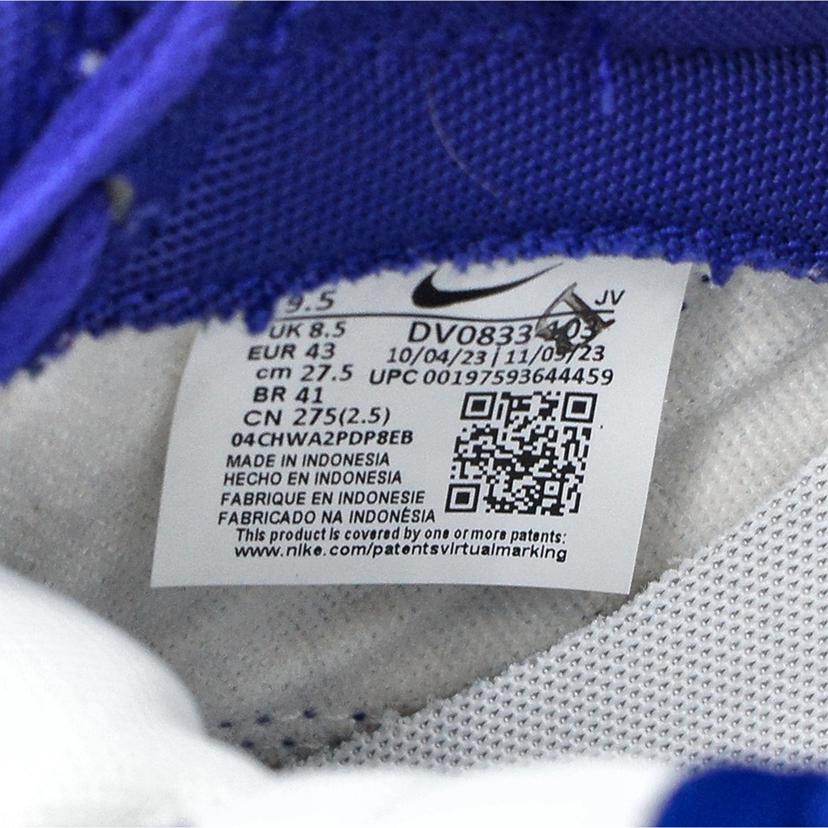 9.5
JV
UK 8.5
DV0833 403
EUR 43
10/04/23 | 11/09/23
cm 27.5
UPC 00197593644459
BR 41
CN 275(2.5)
04CHWA2PDP8EB
MADE IN INDONESIA
HECHO EN INDONESIA
FABRIQUE EN INDONESIE
FABRICADO NA INDONÉSIA
This product is covered by one or more patents:
www.nike.com/patentsvirtualmarking